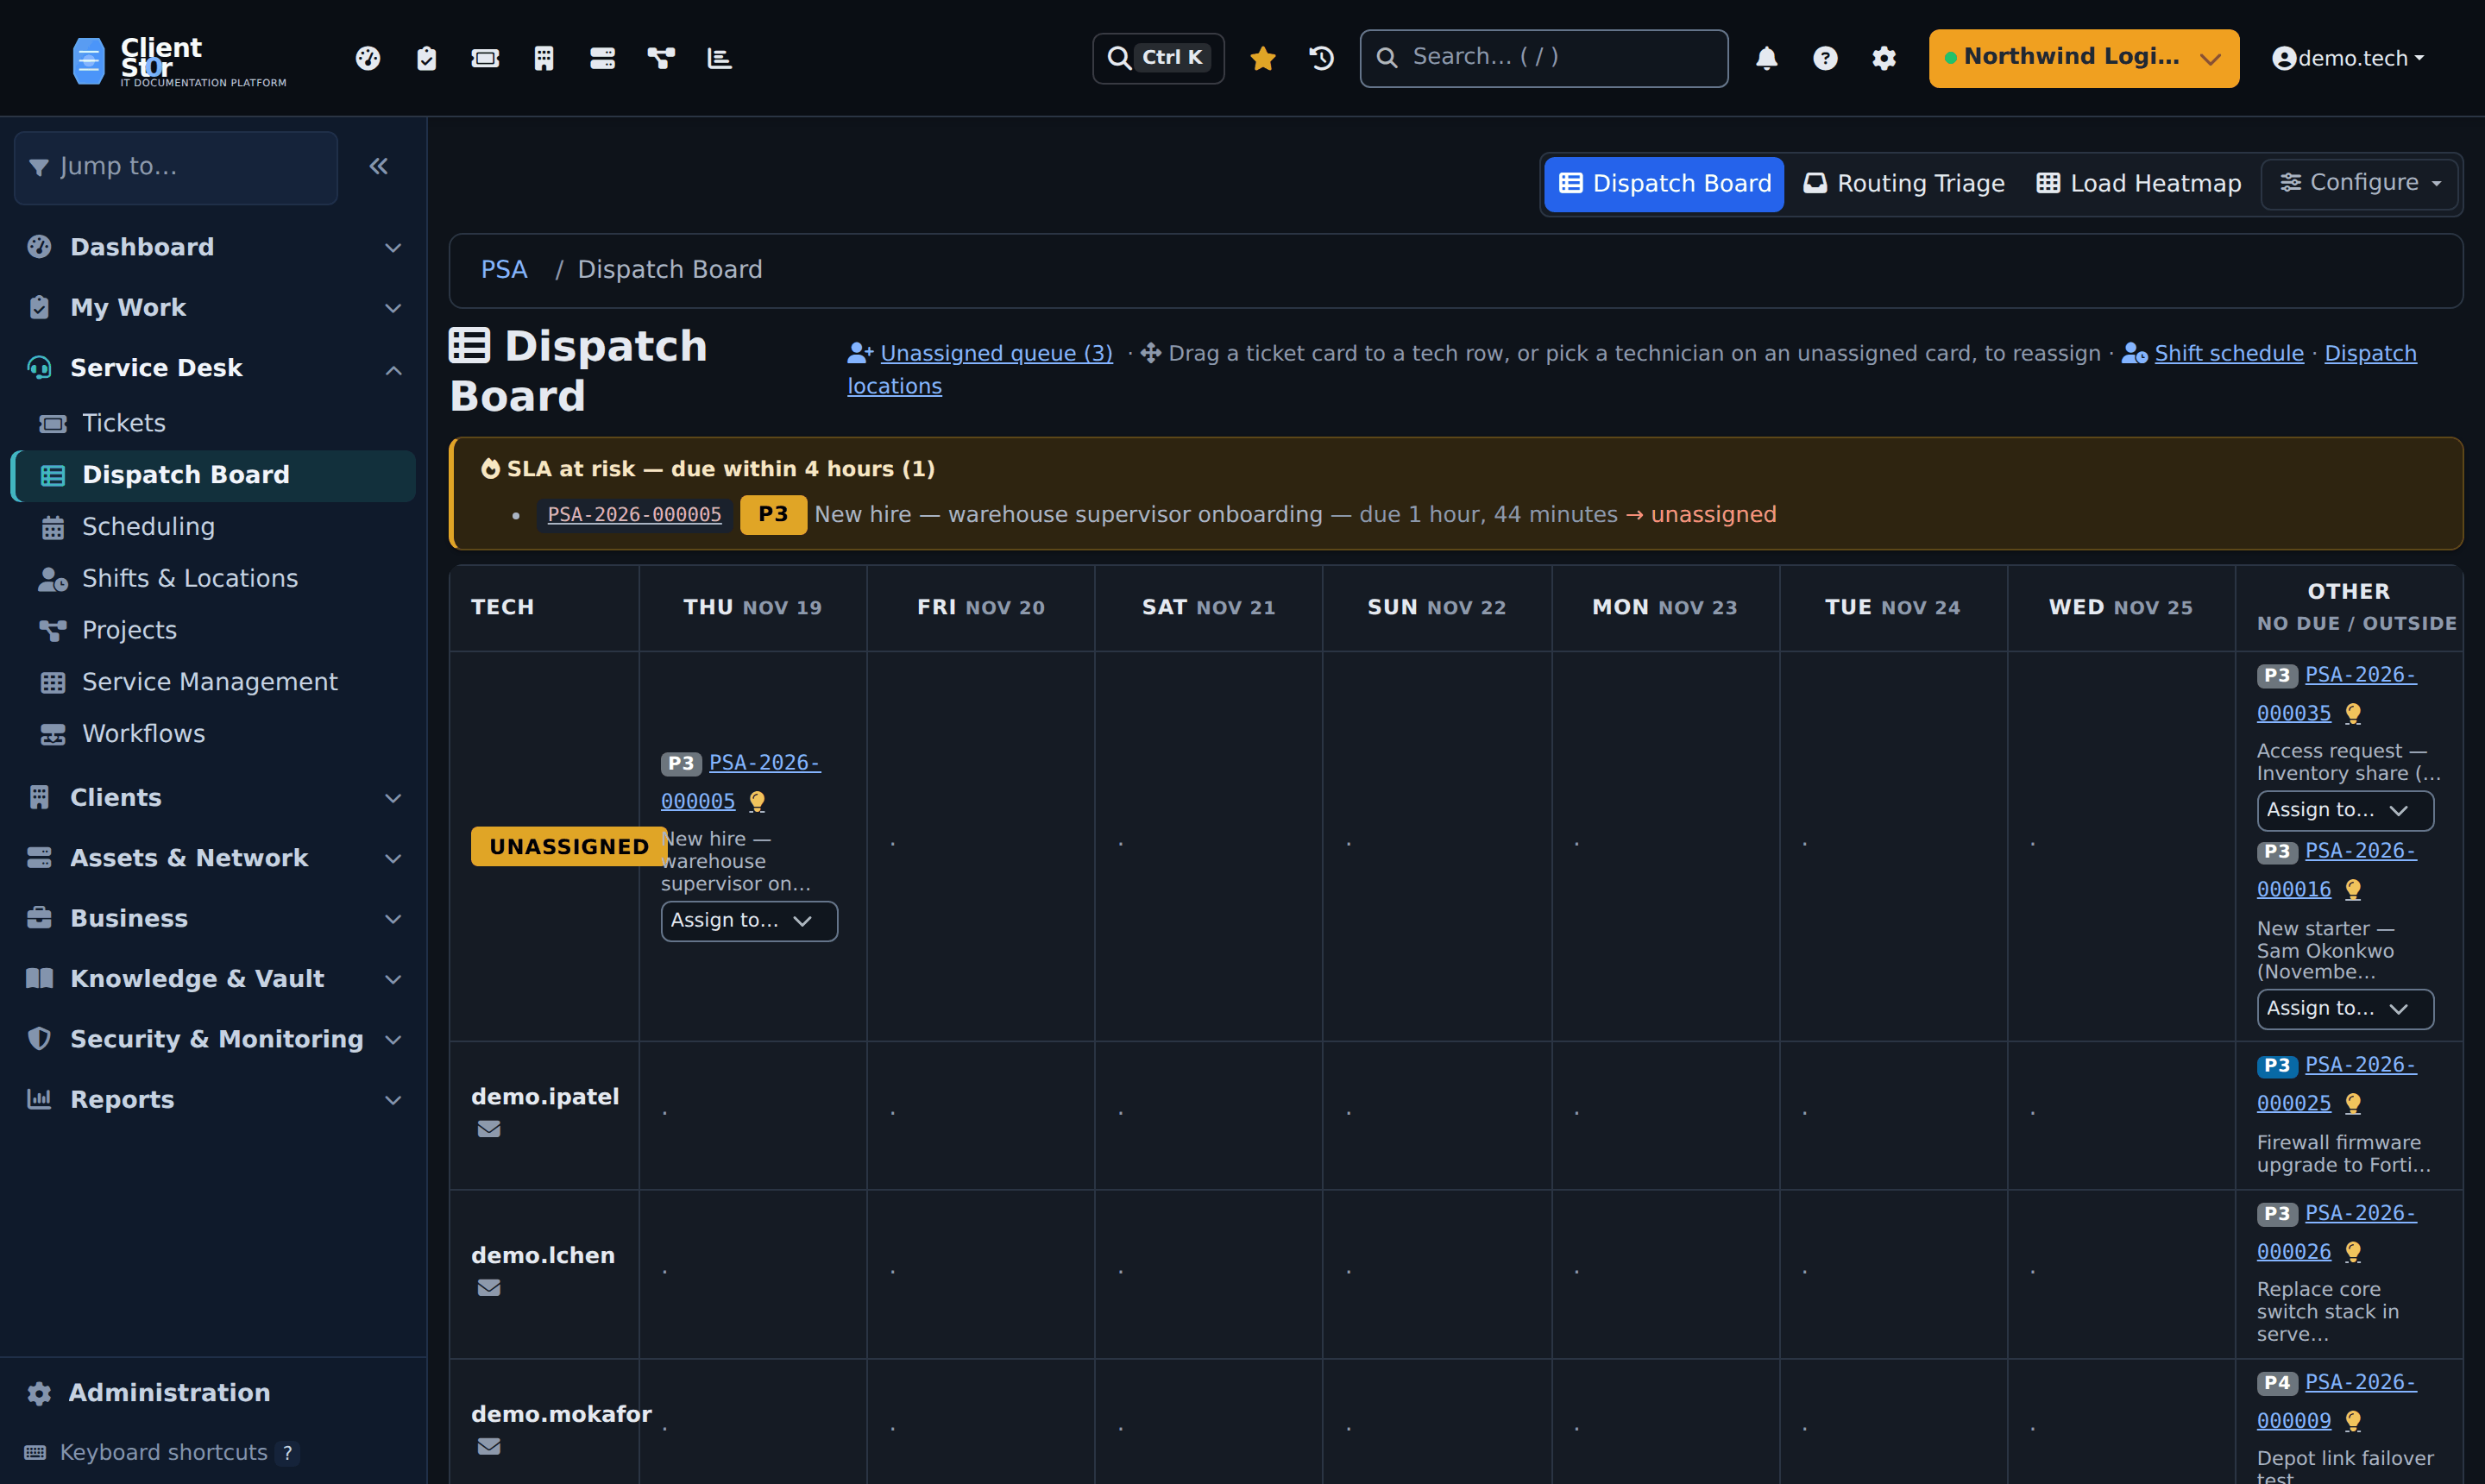 Client
St0r
IT DOCUMENTATION PLATFORM
Ctrl K
Search... ( / )
Northwind Logi...
demo.tech
Jump to...
Dashboard
My Work
Service Desk
Tickets
Dispatch Board
Scheduling
Shifts & Locations
Projects
Service Management
Workflows
Clients
Assets & Network
Business
Knowledge & Vault
Security & Monitoring
Reports
Administration
Keyboard shortcuts ?
Dispatch Board
Routing Triage
Load Heatmap
Configure
PSA / Dispatch Board
Dispatch
Board
Unassigned queue (3) · Drag a ticket card to a tech row, or pick a technician on an unassigned card, to reassign · Shift schedule · Dispatch
locations
SLA at risk — due within 4 hours (1)
• PSA-2026-000005 P3 New hire — warehouse supervisor onboarding — due 1 hour, 44 minutes → unassigned
TECH
THU NOV 19
FRI NOV 20
SAT NOV 21
SUN NOV 22
MON NOV 23
TUE NOV 24
WED NOV 25
OTHER
NO DUE / OUTSIDE
UNASSIGNED
P3 PSA-2026-
000005
New hire —
warehouse
supervisor on...
Assign to...
· · · · · ·
P3 PSA-2026-
000035
Access request —
Inventory share (...
Assign to...
P3 PSA-2026-
000016
New starter —
Sam Okonkwo
(Novembe...
Assign to...
demo.ipatel
· · · · · · ·
P3 PSA-2026-
000025
Firewall firmware
upgrade to Forti...
demo.lchen
· · · · · · ·
P3 PSA-2026-
000026
Replace core
switch stack in
serve...
demo.mokafor
· · · · · · ·
P4 PSA-2026-
000009
Depot link failover
test